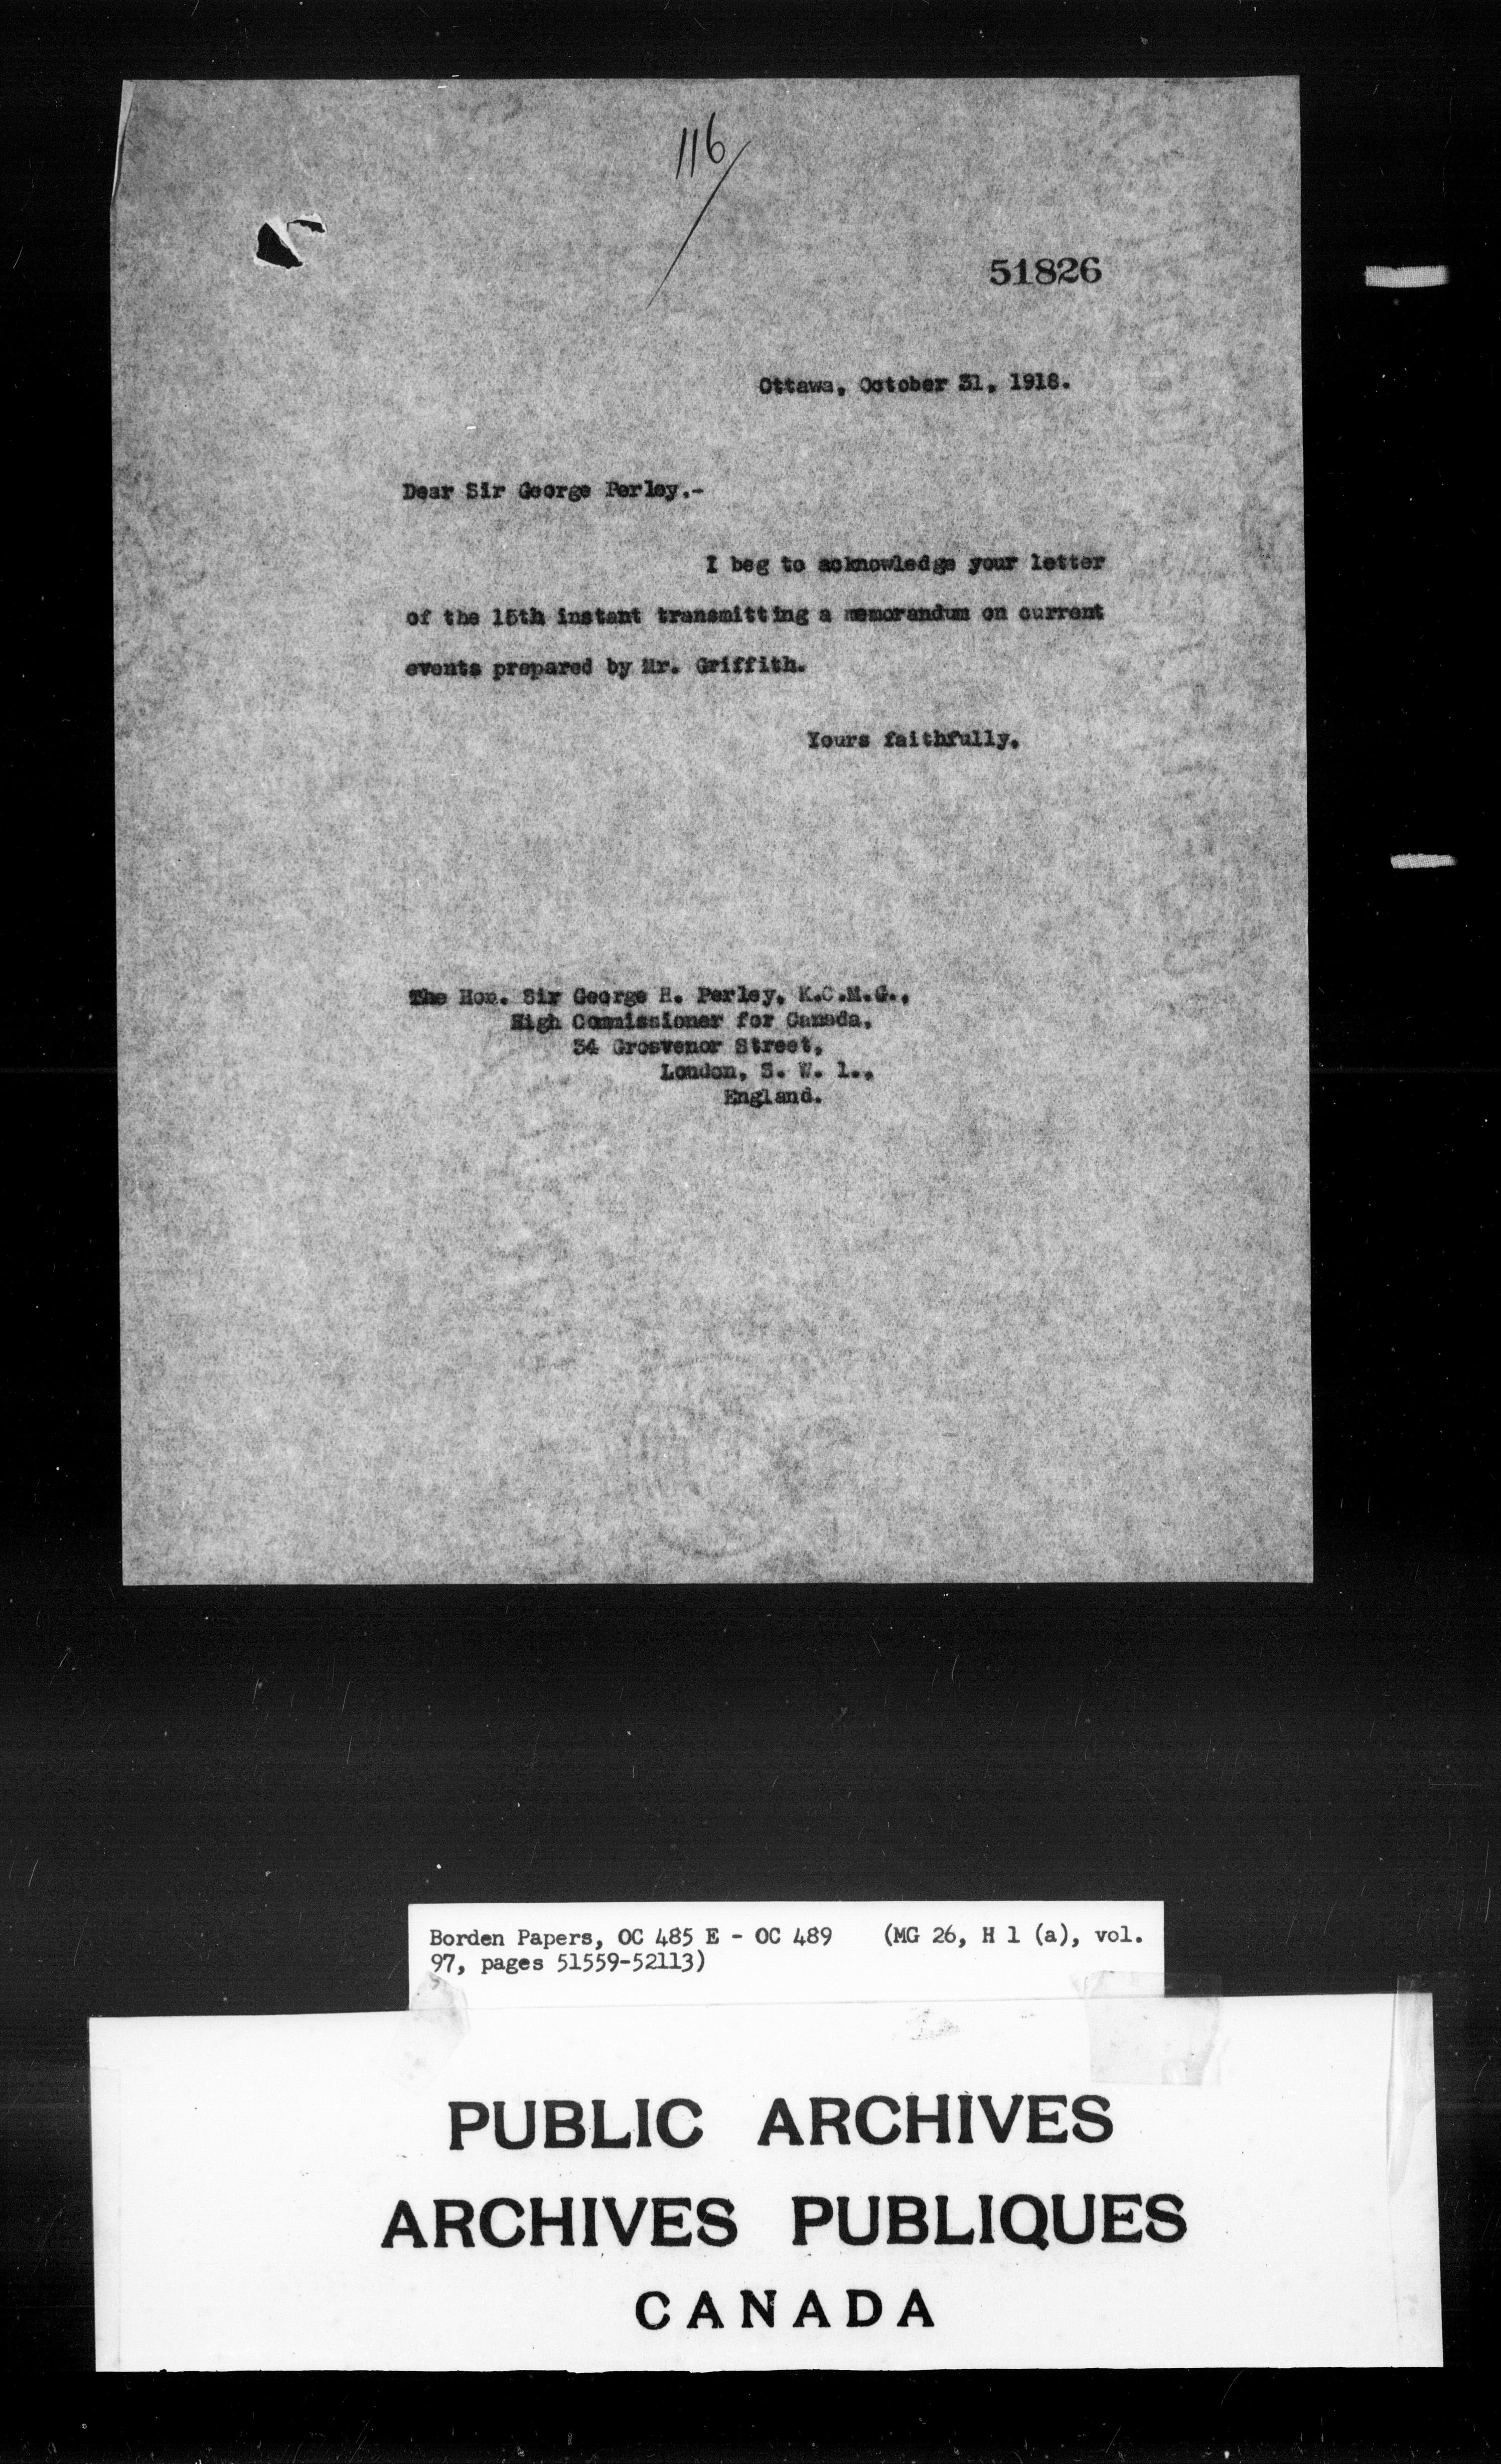 116
51826
Ottawa, October 31, 1918.
Dear Sir George Perley.-
I beg to acknowledge your letter
of the 15th instant transmitting a memorandum on current
events prepared by Mr. Griffith.
Yours faithfully,
The Hon. Sir George H. Perley, K.C.M.G.,
High Commissioner for Canada,
34 Grosvenor Street,
London, S. W. 1.,
England.
Borden Papers, OC 485 E - OC 489 (MG 26, H 1 (a), vol.
97, pages 51559-52113)
PUBLIC ARCHIVES
ARCHIVES PUBLIQUES
CANADA